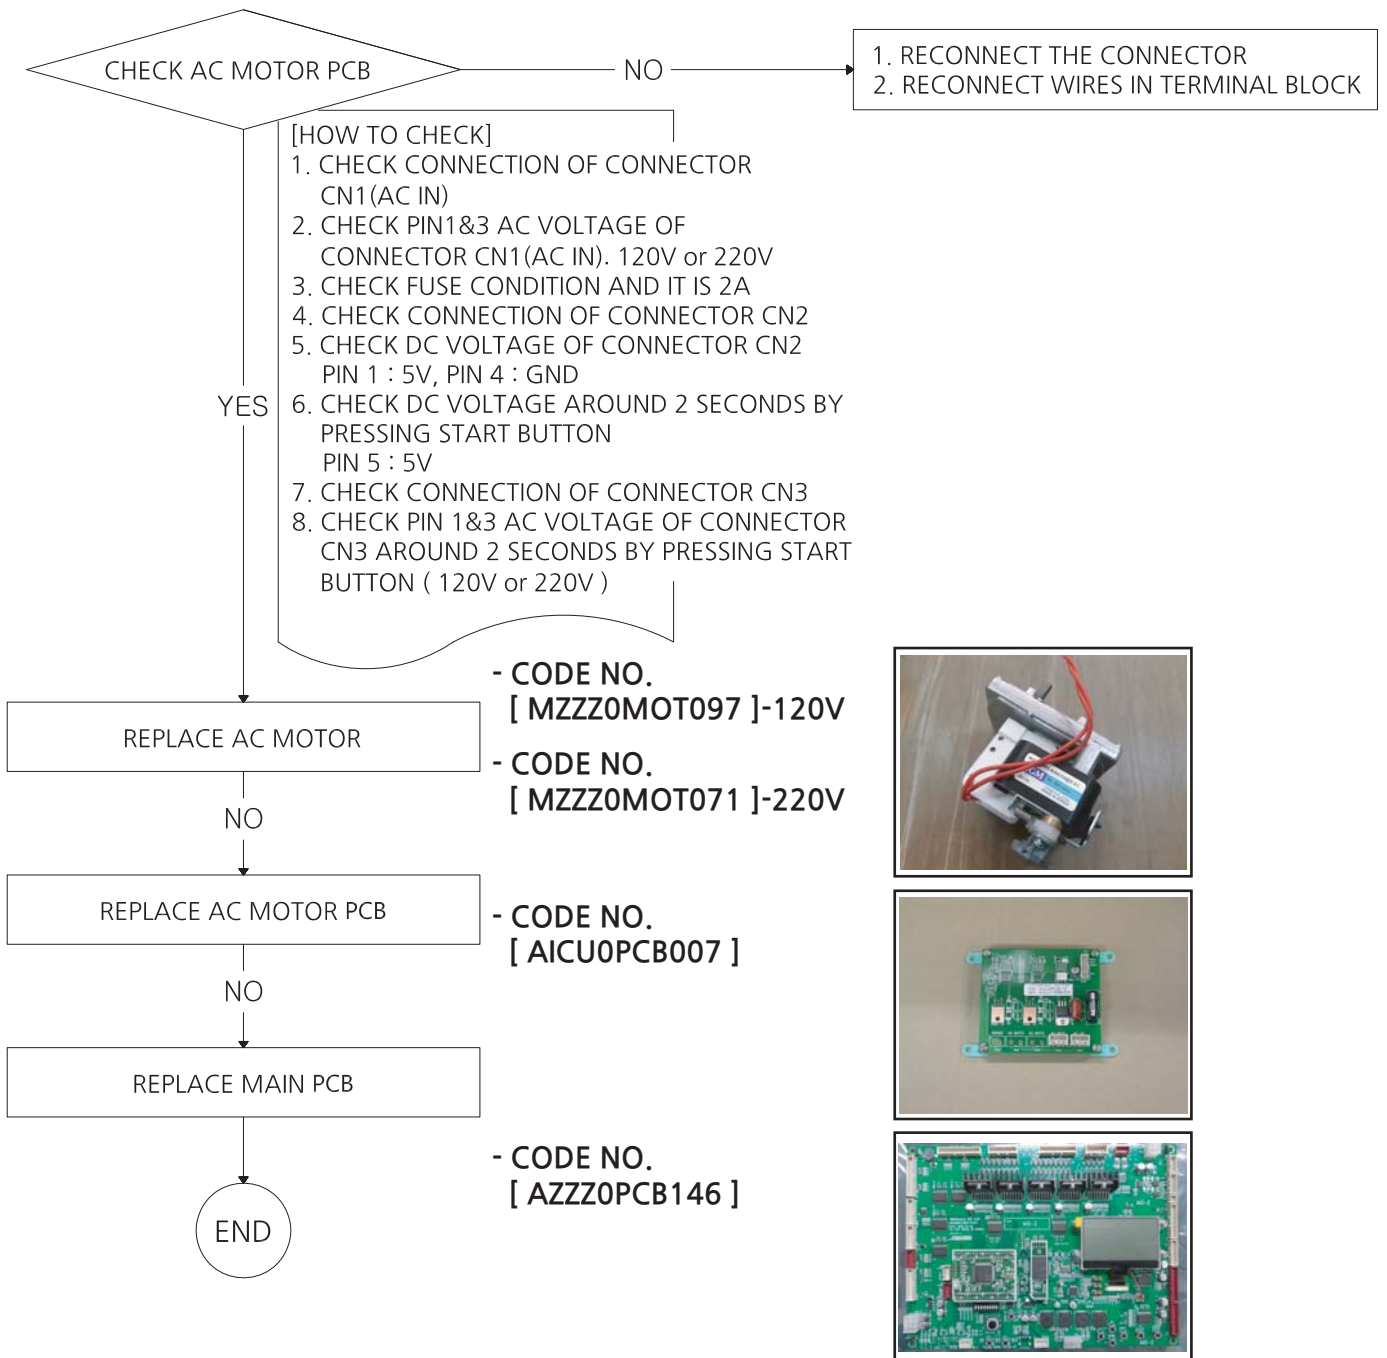 CHECK AC MOTOR PCB
NO
1. RECONNECT THE CONNECTOR
2. RECONNECT WIRES IN TERMINAL BLOCK
[HOW TO CHECK]
1. CHECK CONNECTION OF CONNECTOR
CN1(AC IN)
2. CHECK PIN1&3 AC VOLTAGE OF
CONNECTOR CN1(AC IN). 120V or 220V
3. CHECK FUSE CONDITION AND IT IS 2A
4. CHECK CONNECTION OF CONNECTOR CN2
5. CHECK DC VOLTAGE OF CONNECTOR CN2
PIN 1 : 5V, PIN 4 : GND
6. CHECK DC VOLTAGE AROUND 2 SECONDS BY
PRESSING START BUTTON
PIN 5 : 5V
7. CHECK CONNECTION OF CONNECTOR CN3
8. CHECK PIN 1&3 AC VOLTAGE OF CONNECTOR
CN3 AROUND 2 SECONDS BY PRESSING START
BUTTON ( 120V or 220V )
YES
REPLACE AC MOTOR
- CODE NO.
[ MZZZ0MOT097 ]-120V
- CODE NO.
[ MZZZ0MOT071 ]-220V
NO
REPLACE AC MOTOR PCB
- CODE NO.
[ AICU0PCB007 ]
NO
REPLACE MAIN PCB
- CODE NO.
[ AZZZ0PCB146 ]
END